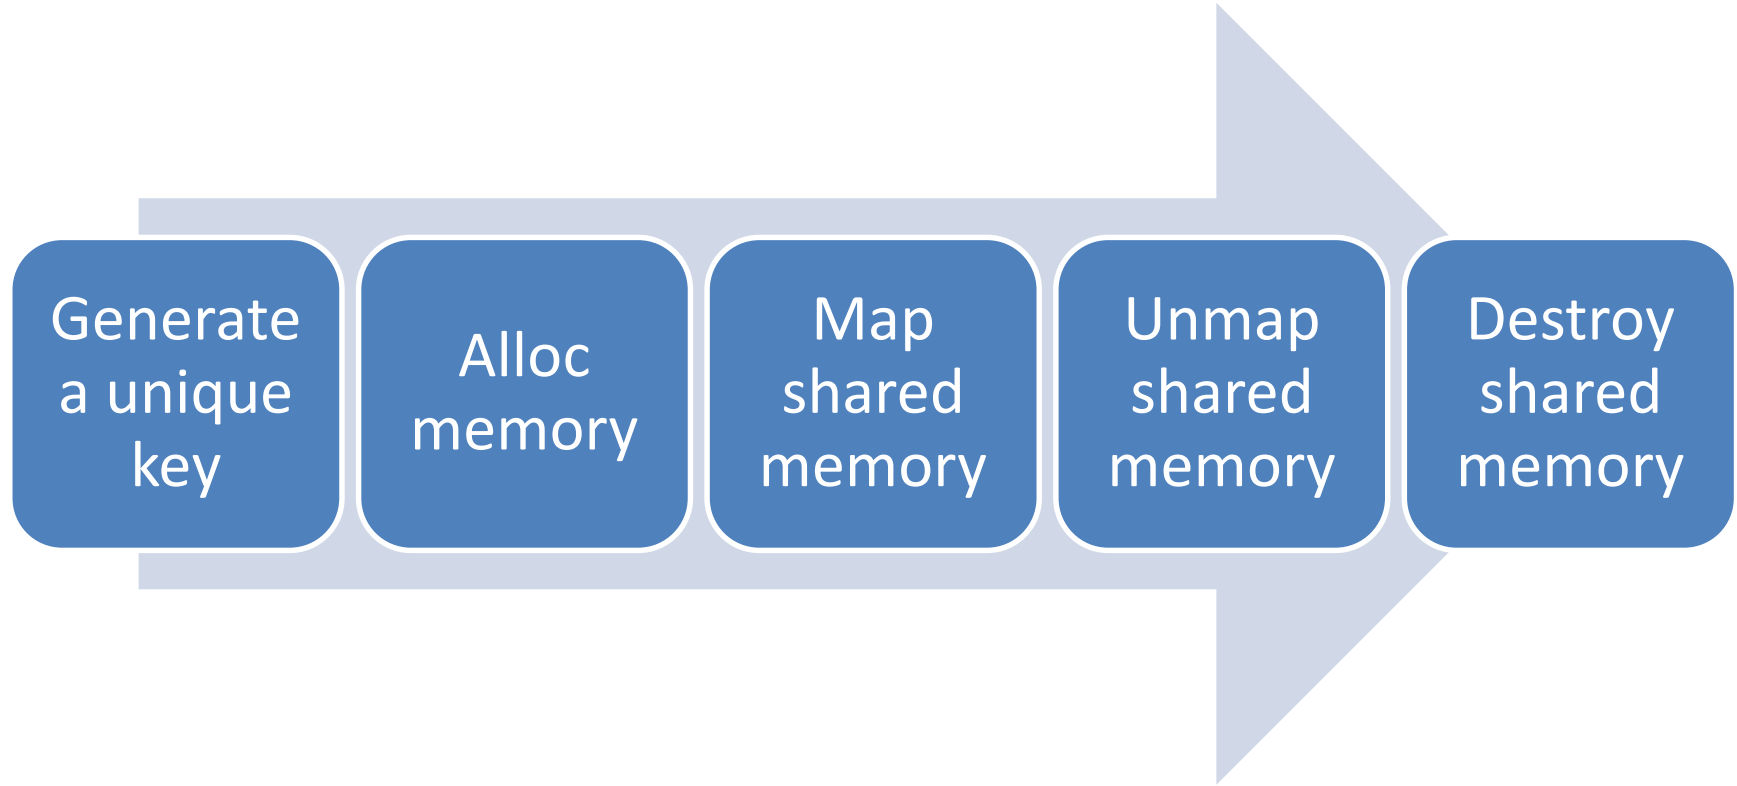 Generate
a unique
key
Alloc
memory
Map
shared
memory
Unmap
shared
memory
Destroy
shared
memory